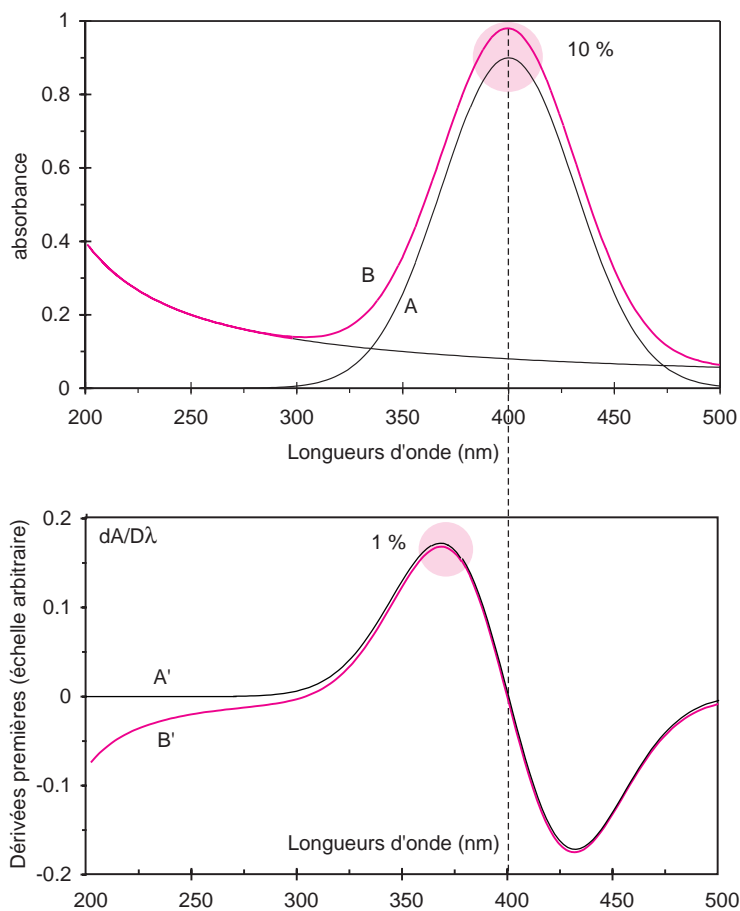 1
10 %
0.8
absorbance
0.6
0.4
B
A
0.2
0
200 250 300 350 400 450 500
Longueurs d'onde (nm)
0.2
dA/Dλ
1 %
Dérivées premières (échelle arbitraire)
0.1
A'
0
B'
-0.1
Longueurs d'onde (nm)
-0.2
200 250 300 350 400 450 500